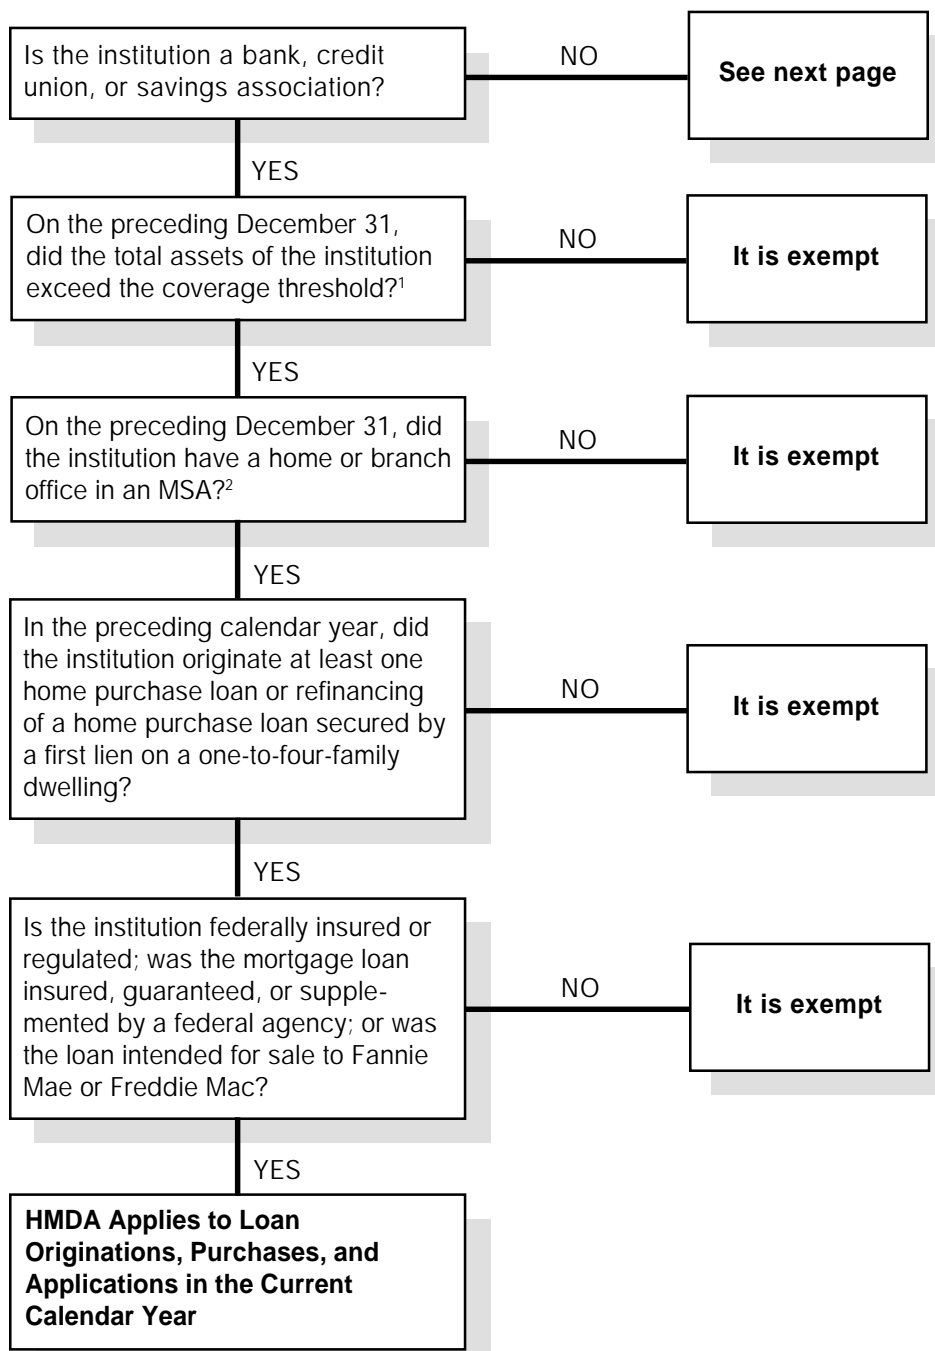 Is the institution a bank, credit
union, or savings association?
NO
See next page
YES
On the preceding December 31,
did the total assets of the institution
exceed the coverage threshold?¹
NO
It is exempt
YES
On the preceding December 31, did
the institution have a home or branch
office in an MSA?²
NO
It is exempt
YES
In the preceding calendar year, did
the institution originate at least one
home purchase loan or refinancing
of a home purchase loan secured by
a first lien on a one-to-four-family
dwelling?
NO
It is exempt
YES
Is the institution federally insured or
regulated; was the mortgage loan
insured, guaranteed, or supple-
mented by a federal agency; or was
the loan intended for sale to Fannie
Mae or Freddie Mac?
NO
It is exempt
YES
HMDA Applies to Loan
Originations, Purchases, and
Applications in the Current
Calendar Year